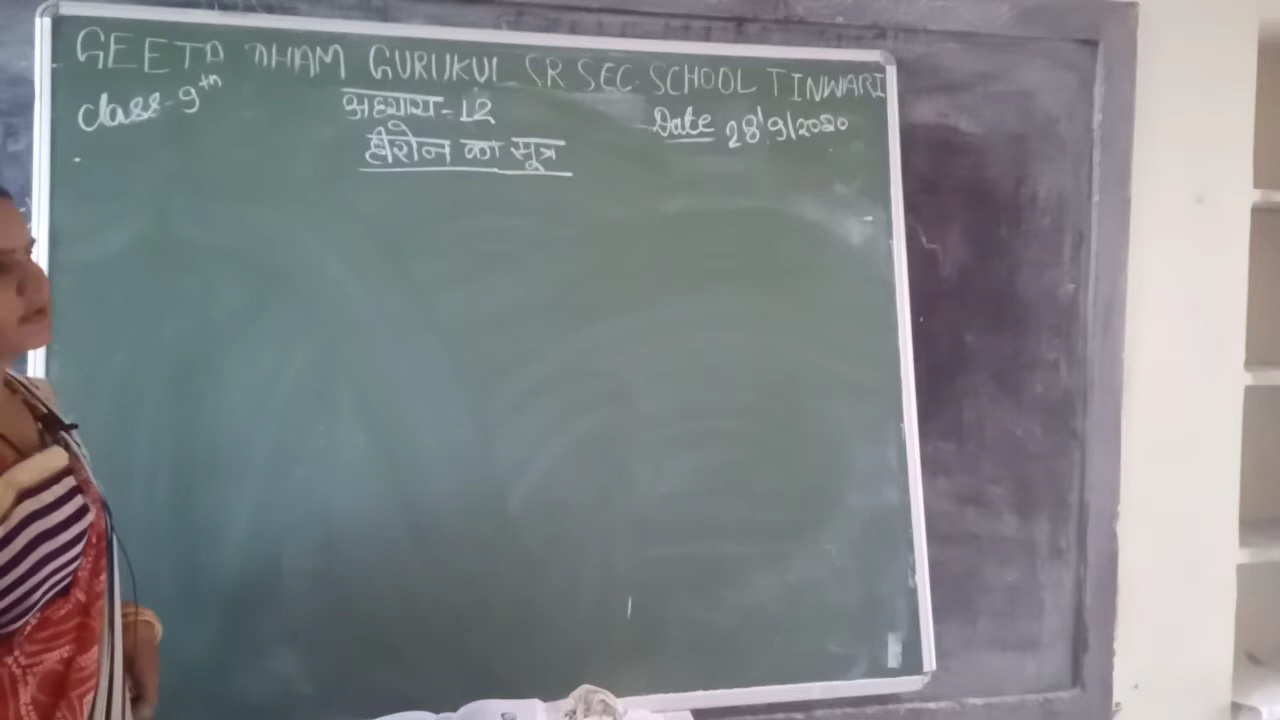 GEETA DHAM GURUKUL SR SEC. SCHOOL TINWARI
Class-9th
अध्याय-12
Date 28/9/2020
हीरोन का सूत्र